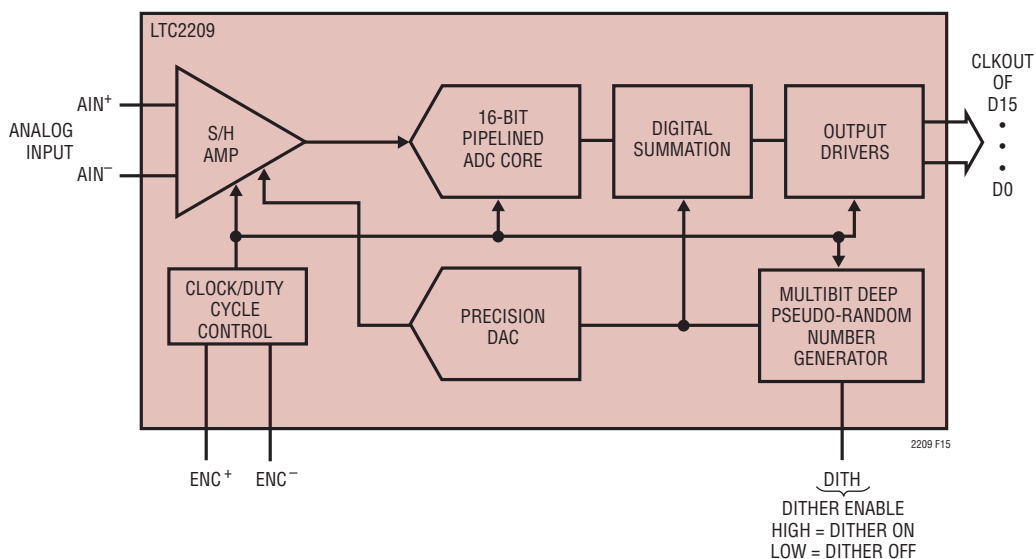 LTC2209
AIN+
ANALOG
INPUT
AIN−
S/H
AMP
16-BIT
PIPELINED
ADC CORE
DIGITAL
SUMMATION
OUTPUT
DRIVERS
CLKOUT
OF
D15
•
•
•
D0
CLOCK/DUTY
CYCLE
CONTROL
PRECISION
DAC
MULTIBIT DEEP
PSEUDO-RANDOM
NUMBER
GENERATOR
2209 F15
ENC+
ENC−
DITH
DITHER ENABLE
HIGH = DITHER ON
LOW = DITHER OFF